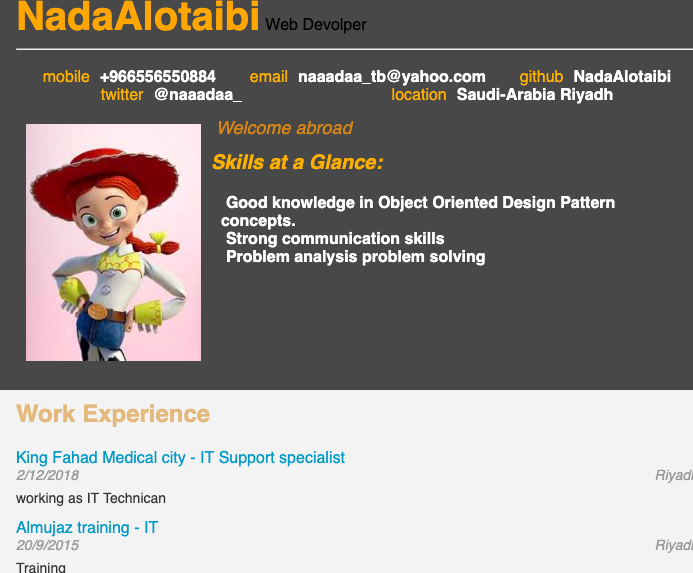 NadaAlotaibi Web Devolper
mobile +966556550884 email naaadaa_tb@yahoo.com github NadaAlotaibi
twitter @naaadaa_ location Saudi-Arabia Riyadh
Welcome abroad
Skills at a Glance:
Good knowledge in Object Oriented Design Pattern
concepts.
Strong communication skills
Problem analysis problem solving
Work Experience
King Fahad Medical city - IT Support specialist
2/12/2018 Riyad
working as IT Technican
Almujaz training - IT
20/9/2015 Riyad
Training